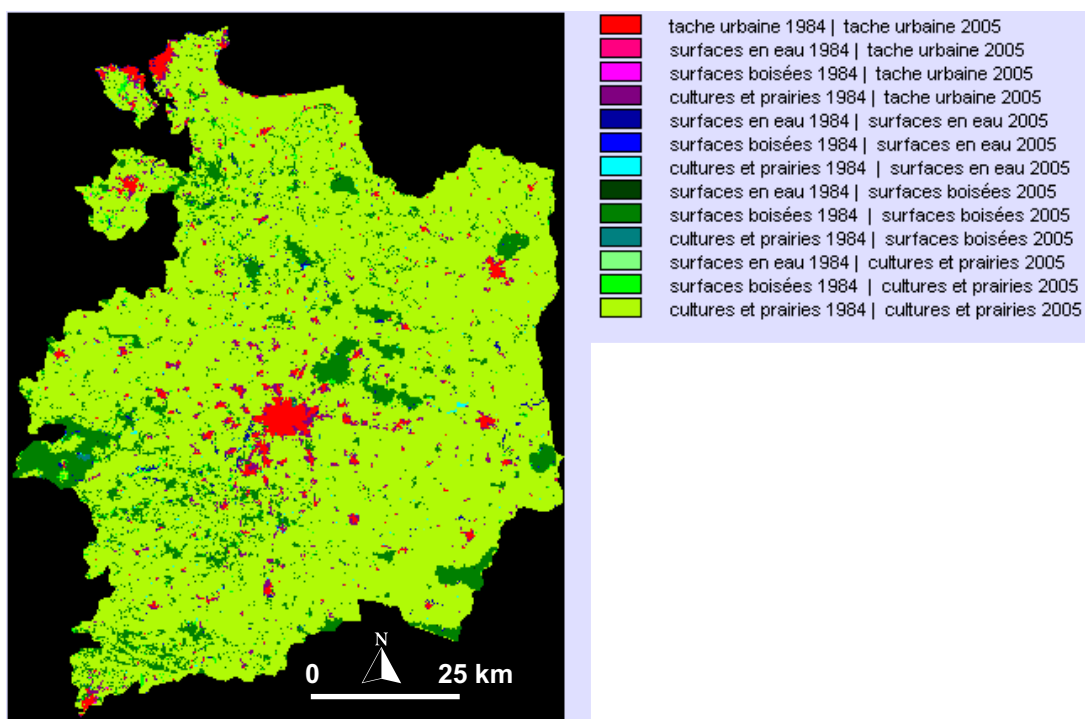 tache urbaine 1984 | tache urbaine 2005
surfaces en eau 1984 | tache urbaine 2005
surfaces boisées 1984 | tache urbaine 2005
cultures et prairies 1984 | tache urbaine 2005
surfaces en eau 1984 | surfaces en eau 2005
surfaces boisées 1984 | surfaces en eau 2005
cultures et prairies 1984 | surfaces en eau 2005
surfaces en eau 1984 | surfaces boisées 2005
surfaces boisées 1984 | surfaces boisées 2005
cultures et prairies 1984 | surfaces boisées 2005
surfaces en eau 1984 | cultures et prairies 2005
surfaces boisées 1984 | cultures et prairies 2005
cultures et prairies 1984 | cultures et prairies 2005
N
0 25 km